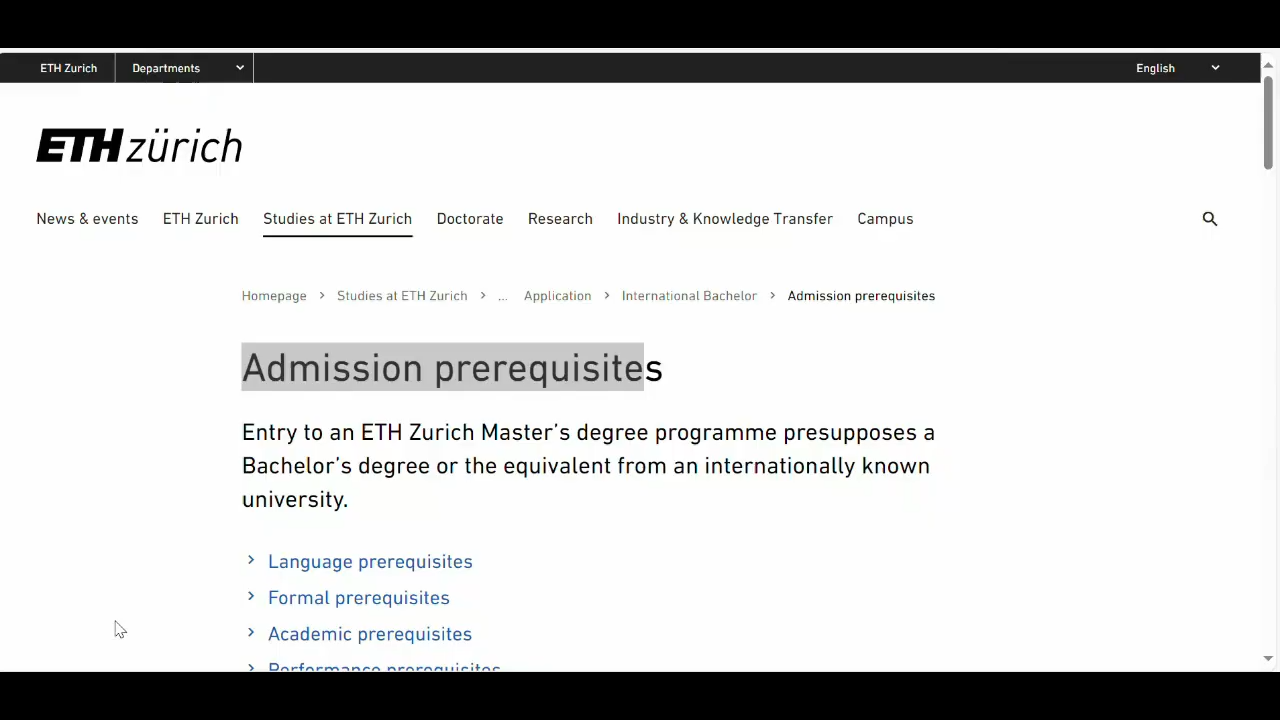 ETH Zurich Departments English
ETH zürich
News & events ETH Zurich Studies at ETH Zurich Doctorate Research Industry & Knowledge Transfer Campus
Homepage > Studies at ETH Zurich > ... Application > International Bachelor > Admission prerequisites
Admission prerequisites
Entry to an ETH Zurich Master’s degree programme presupposes a
Bachelor’s degree or the equivalent from an internationally known
university.
> Language prerequisites
> Formal prerequisites
> Academic prerequisites
> Performance prerequisites